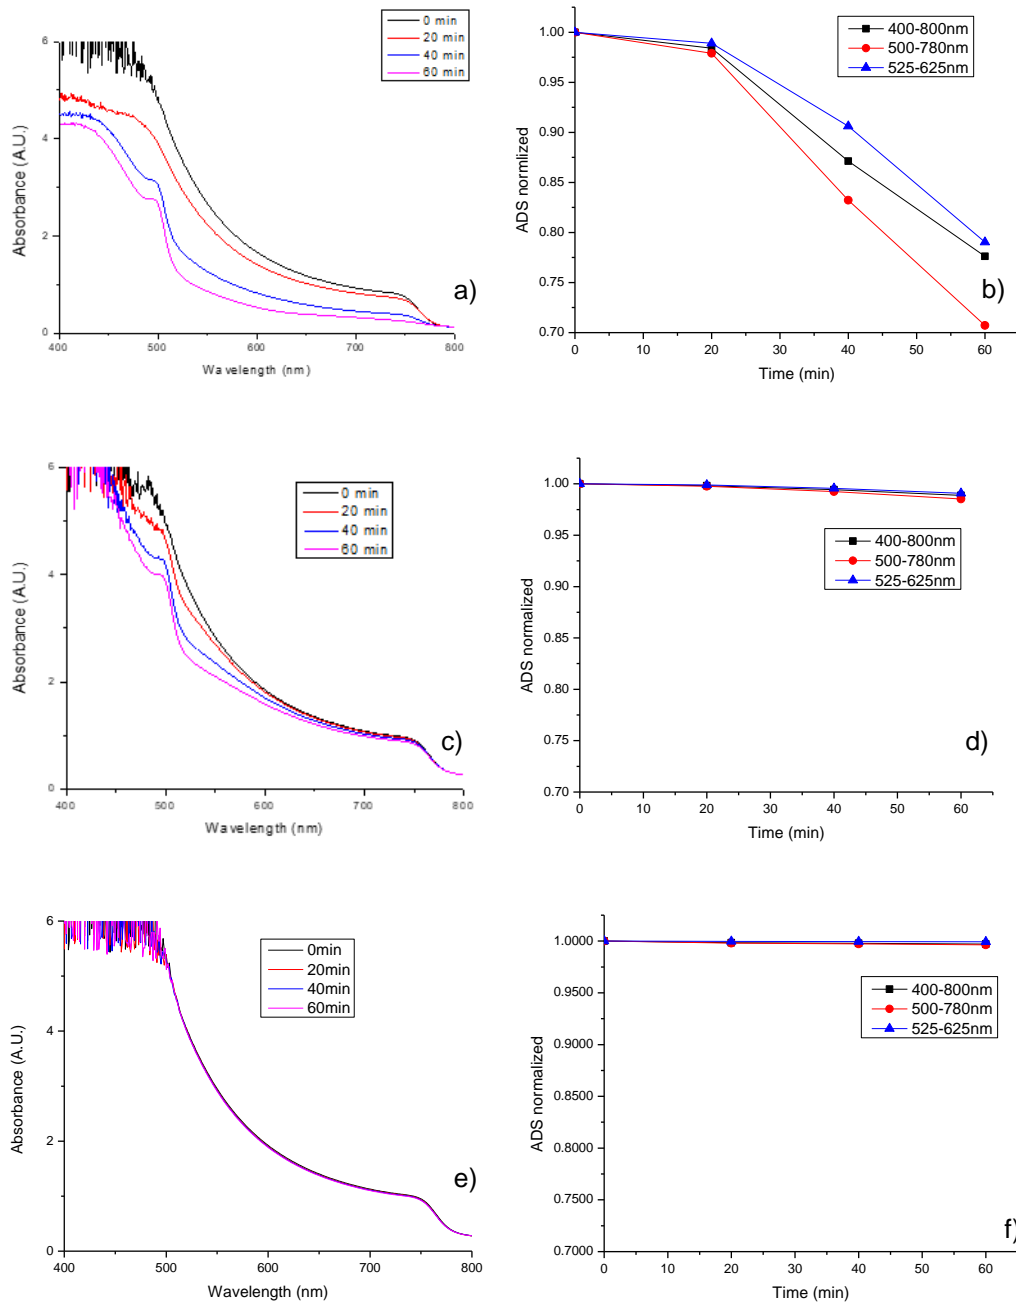 0 min
20 min
40 min
60 min
6
4
2
0
400
500
600
700
800
Absorbance (A.U.)
Wavelength (nm)
a)
400-800nm
500-780nm
525-625nm
1.00
0.95
0.90
0.85
0.80
0.75
0.70
0
10
20
30
40
50
60
ADS normlized
Time (min)
b)
0 min
20 min
40 min
60 min
6
4
2
0
400
500
600
700
800
Absorbance (A.U.)
Wavelength (nm)
c)
400-800nm
500-780nm
525-625nm
1.00
0.95
0.90
0.85
0.80
0.75
0.70
0
10
20
30
40
50
60
ADS normalized
Time (min)
d)
0min
20min
40min
60min
6
4
2
0
400
500
600
700
800
Absorbance (A.U.)
Wavelength (nm)
e)
400-800nm
500-780nm
525-625nm
1.0000
0.9500
0.9000
0.8500
0.8000
0.7500
0.7000
0
10
20
30
40
50
60
ADS normalized
Time (min)
f)